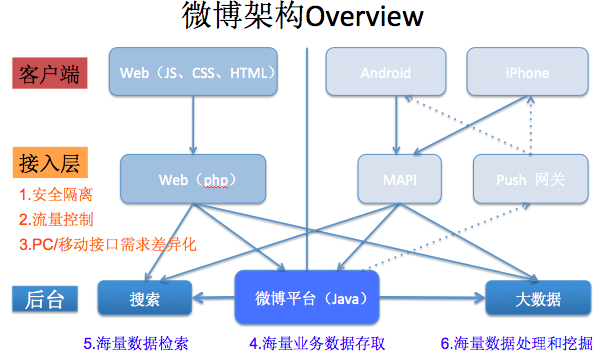 微博架构Overview
客户端
Web（JS、CSS、HTML）
Android
iPhone
接入层
Web（php）
MAPI
Push 网关
1.安全隔离
2.流量控制
3.PC/移动接口需求差异化
后台
搜索
微博平台（Java）
大数据
5.海量数据检索
4.海量业务数据存取
6.海量数据处理和挖掘